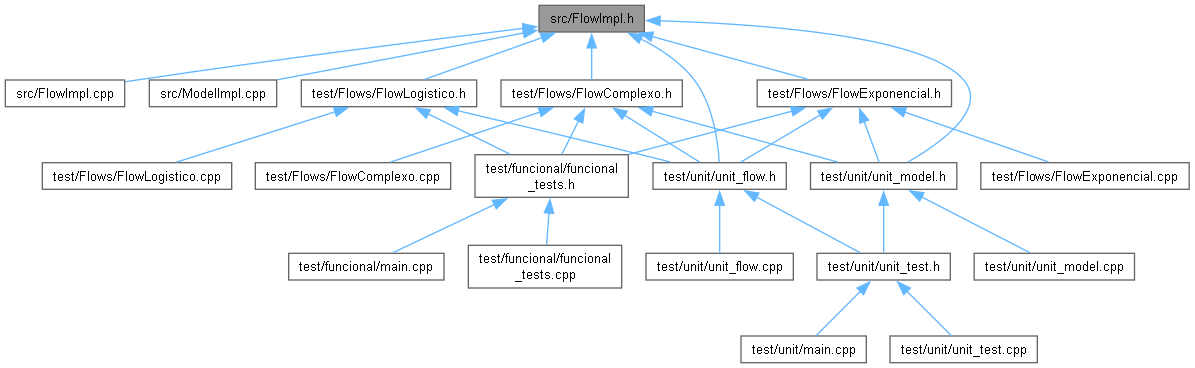 src/FlowImpl.h
src/FlowImpl.cpp
src/ModelImpl.cpp
test/Flows/FlowLogistico.h
test/Flows/FlowComplexo.h
test/Flows/FlowExponencial.h
test/Flows/FlowLogistico.cpp
test/Flows/FlowComplexo.cpp
test/funcional/funcional
_tests.h
test/unit/unit_flow.h
test/unit/unit_model.h
test/Flows/FlowExponencial.cpp
test/funcional/main.cpp
test/funcional/funcional
_tests.cpp
test/unit/unit_flow.cpp
test/unit/unit_test.h
test/unit/unit_model.cpp
test/unit/main.cpp
test/unit/unit_test.cpp